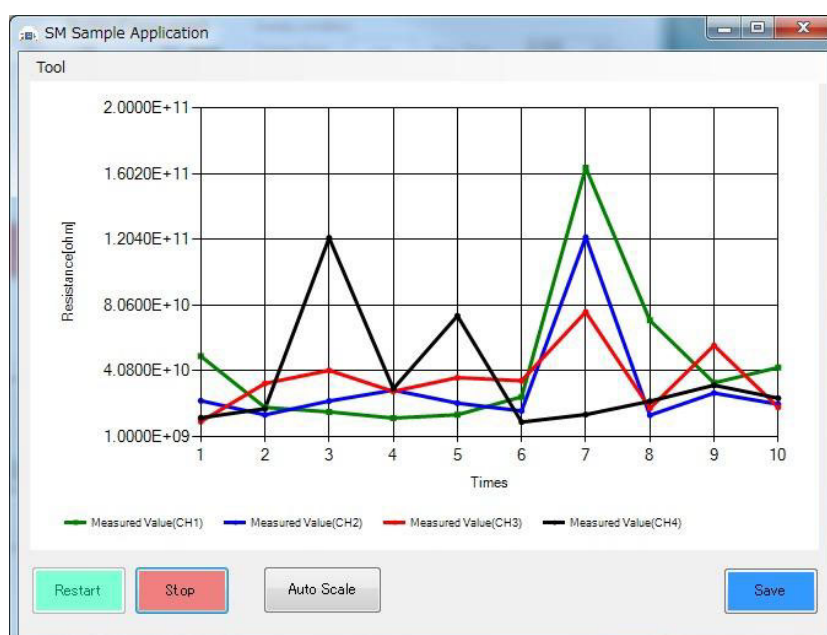 SM Sample Application
Tool
2.0000E+11
1.6020E+11
1.2040E+11
8.0600E+10
4.0800E+10
1.0000E+09
Resistance[ohm]
1 2 3 4 5 6 7 8 9 10
Times
Measured Value(CH1) Measured Value(CH2) Measured Value(CH3) Measured Value(CH4)
Restart Stop Auto Scale Save